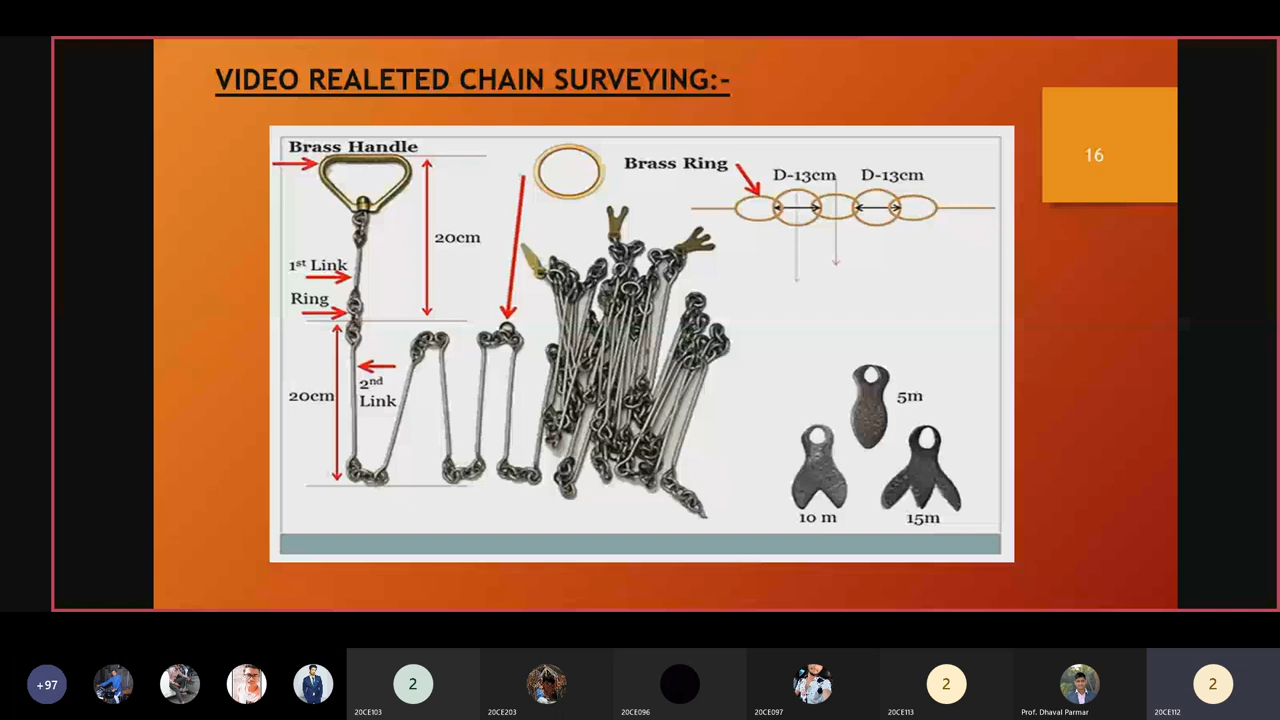 VIDEO REALETED CHAIN SURVEYING:-
16
Brass Handle
Brass Ring
D-13cm
D-13cm
20cm
1st Link
Ring
2nd
Link
20cm
5m
10 m
15m
+97
2
2
2
20CE103
20CE203
20CE096
20CE097
20CE113
Prof. Dhaval Parmar
20CE112